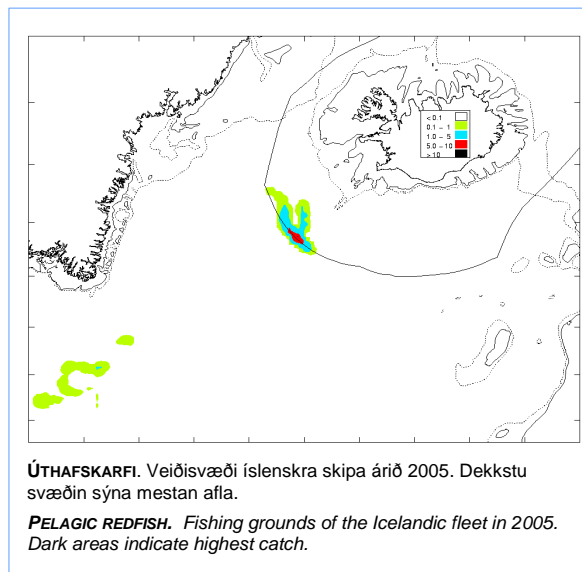 < 0.1
0.1 – 1
1.0 – 5
5.0 – 10
> 10
ÚTHAFSKARFI. Veiðisvæði íslenskra skipa árið 2005. Dekkstu
svæðin sýna mestan afla.
PELAGIC REDFISH. Fishing grounds of the Icelandic fleet in 2005.
Dark areas indicate highest catch.